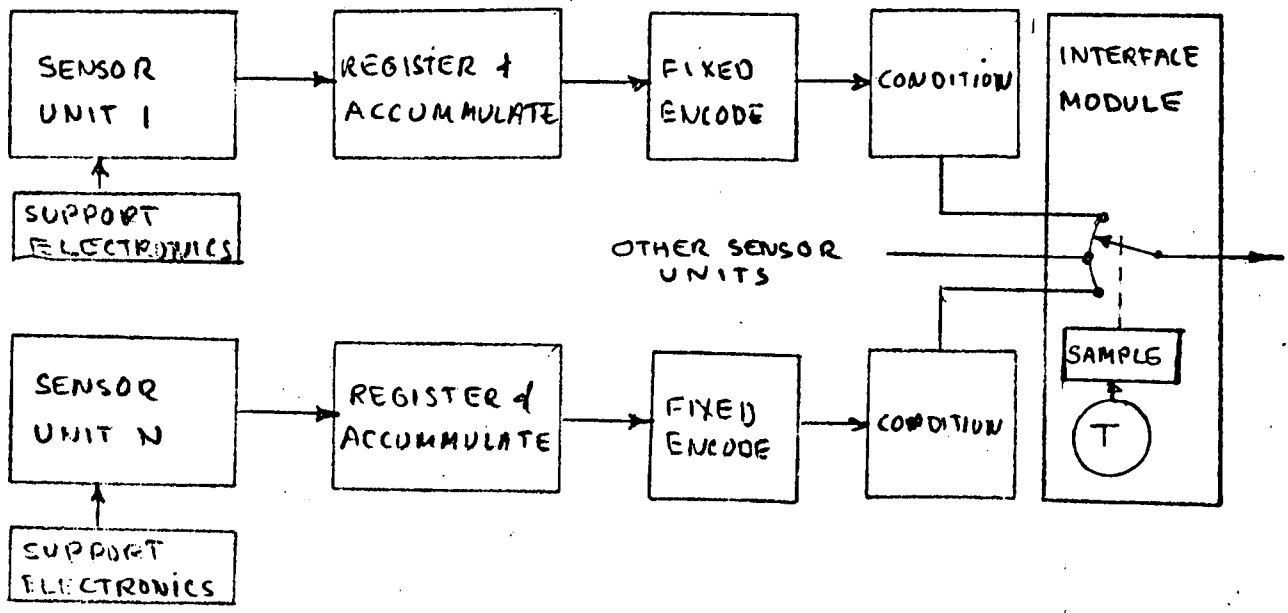 SENSOR
UNIT 1
REGISTER &
ACCUMMULATE
FIXED
ENCODE
CONDITION
INTERFACE
MODULE
SUPPORT
ELECTRONICS
OTHER SENSOR
UNITS
SAMPLE
T
SENSOR
UNIT N
REGISTER &
ACCUMMULATE
FIXED
ENCODE
CONDITION
SUPPORT
ELECTRONICS